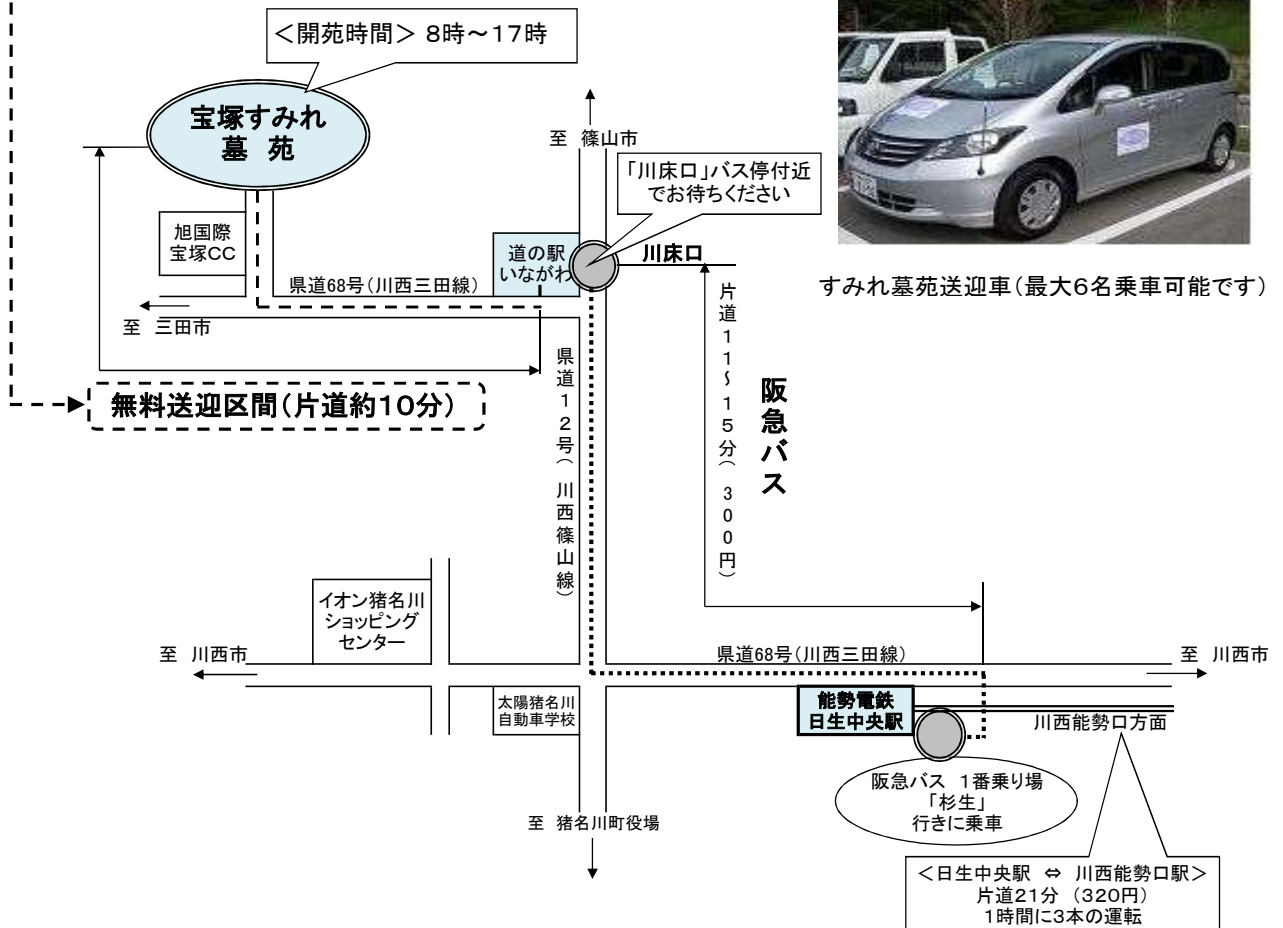 ＜開苑時間＞ 8時～17時
宝塚すみれ
墓 苑
至 篠山市
「川床口」バス停付近
でお待ちください
旭国際
宝塚CC
道の駅
いながわ
川床口
県道68号（川西三田線）
至 三田市
すみれ墓苑送迎車（最大6名乗車可能です）
無料送迎区間（片道約10分）
県道12号（川西篠山線）
片道11～15分（300円）
阪急バス
イオン猪名川
ショッピング
センター
至 川西市
県道68号（川西三田線）
至 川西市
太陽猪名川
自動車学校
能勢電鉄
日生中央駅
川西能勢口方面
阪急バス 1番乗り場
「杉生」
行きに乗車
至 猪名川町役場
＜日生中央駅 ⇔ 川西能勢口駅＞
片道21分 （320円）
1時間に3本の運転